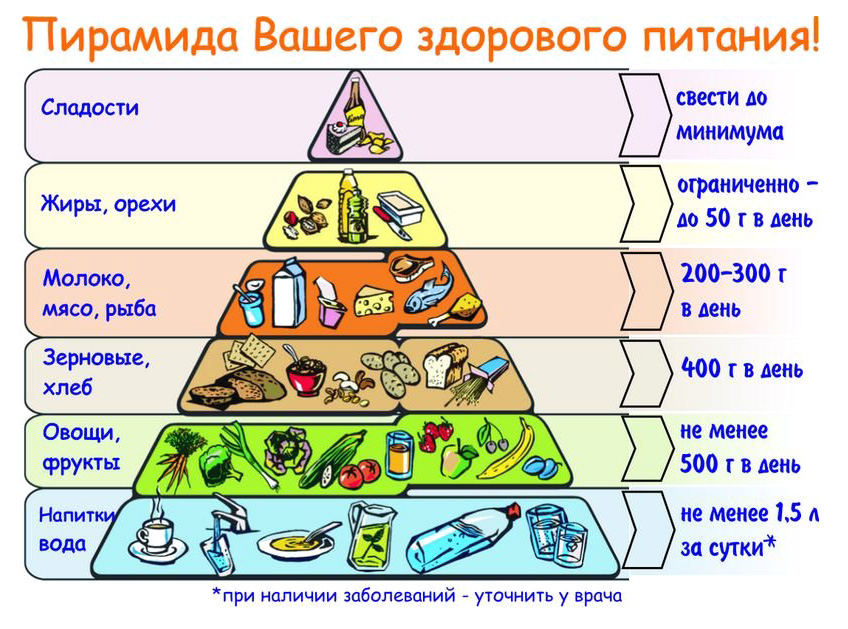 Пирамида Вашего здорового питания!
Сладости
свести до
минимума
Жиры, орехи
ограниченно –
до 50 г в день
Молоко,
мясо, рыба
200–300 г
в день
Зерновые,
хлеб
400 г в день
Овощи,
фрукты
не менее
500 г в день
Напитки
вода
не менее 1,5 л
за сутки*
*при наличии заболеваний - уточнить у врача